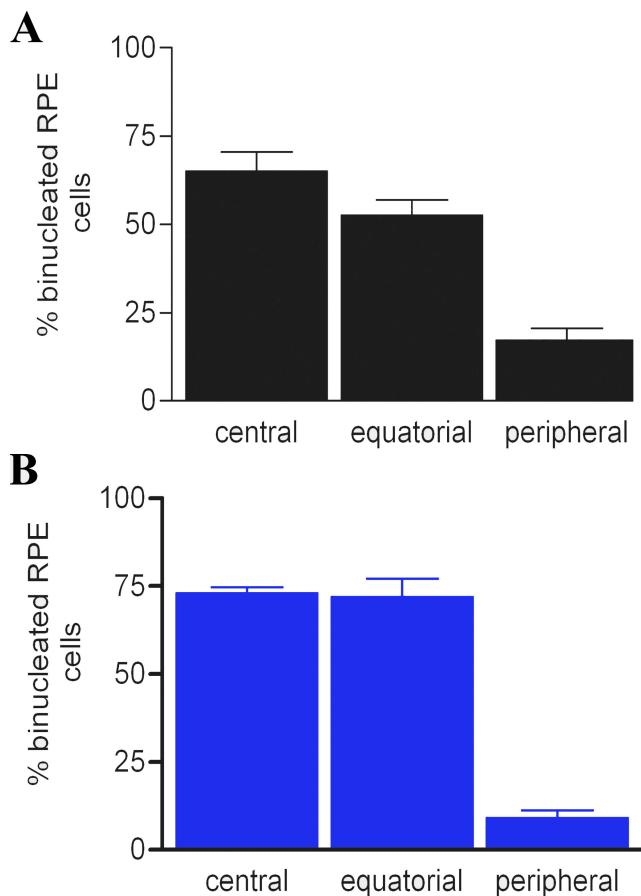 A
% binucleated RPE
cells
100
75
50
25
0
central equatorial peripheral
B
% binucleated RPE
cells
100
75
50
25
0
central equatorial peripheral